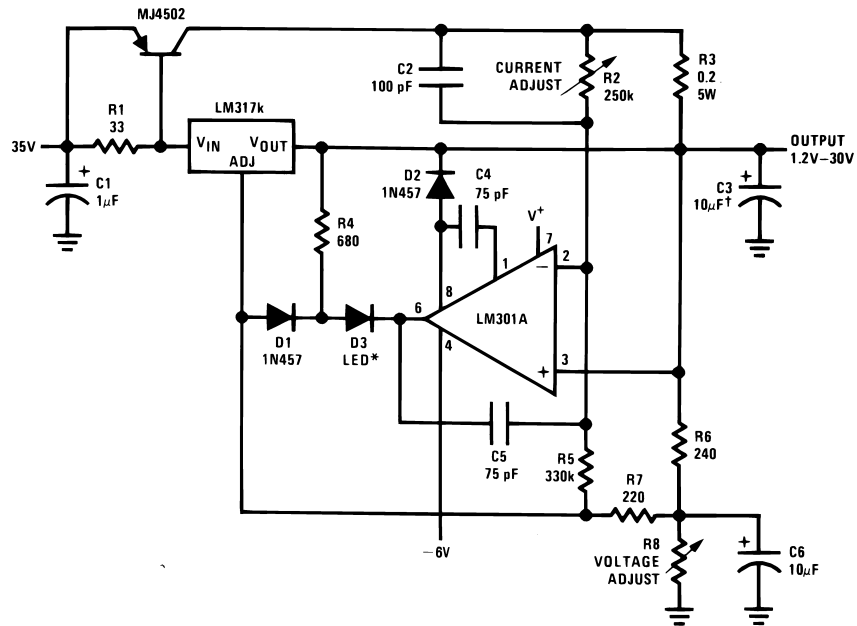 MJ4502
C2
100 pF
CURRENT
ADJUST
R2
250k
R3
0.2
5W
R1
33
LM317k
35V
VIN
VOUT
ADJ
OUTPUT
1.2V–30V
+
C1
1μF
D2
1N457
C4
75 pF
+
C3
10μF†
R4
680
V+
7
1
2
−
8
6
LM301A
4
D1
1N457
D3
LED*
+
3
C5
75 pF
R5
330k
R6
240
R7
220
−6V
R8
VOLTAGE
ADJUST
+
C6
10μF